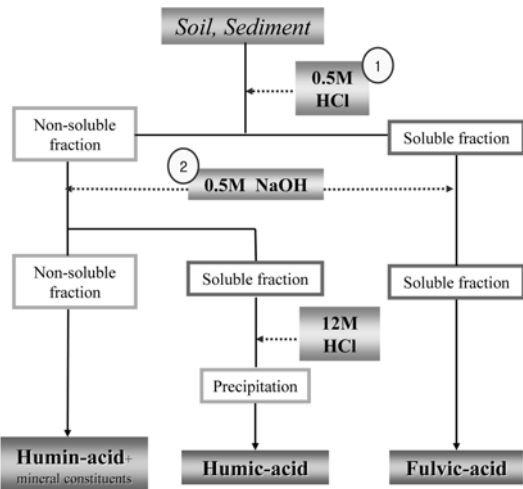 Soil, Sediment
1
0.5M
HCl
Non-soluble
fraction
Soluble fraction
2
0.5M NaOH
Non-soluble
fraction
Soluble fraction
Soluble fraction
12M
HCl
Precipitation
Humin-acid+
mineral constituents
Humic-acid
Fulvic-acid